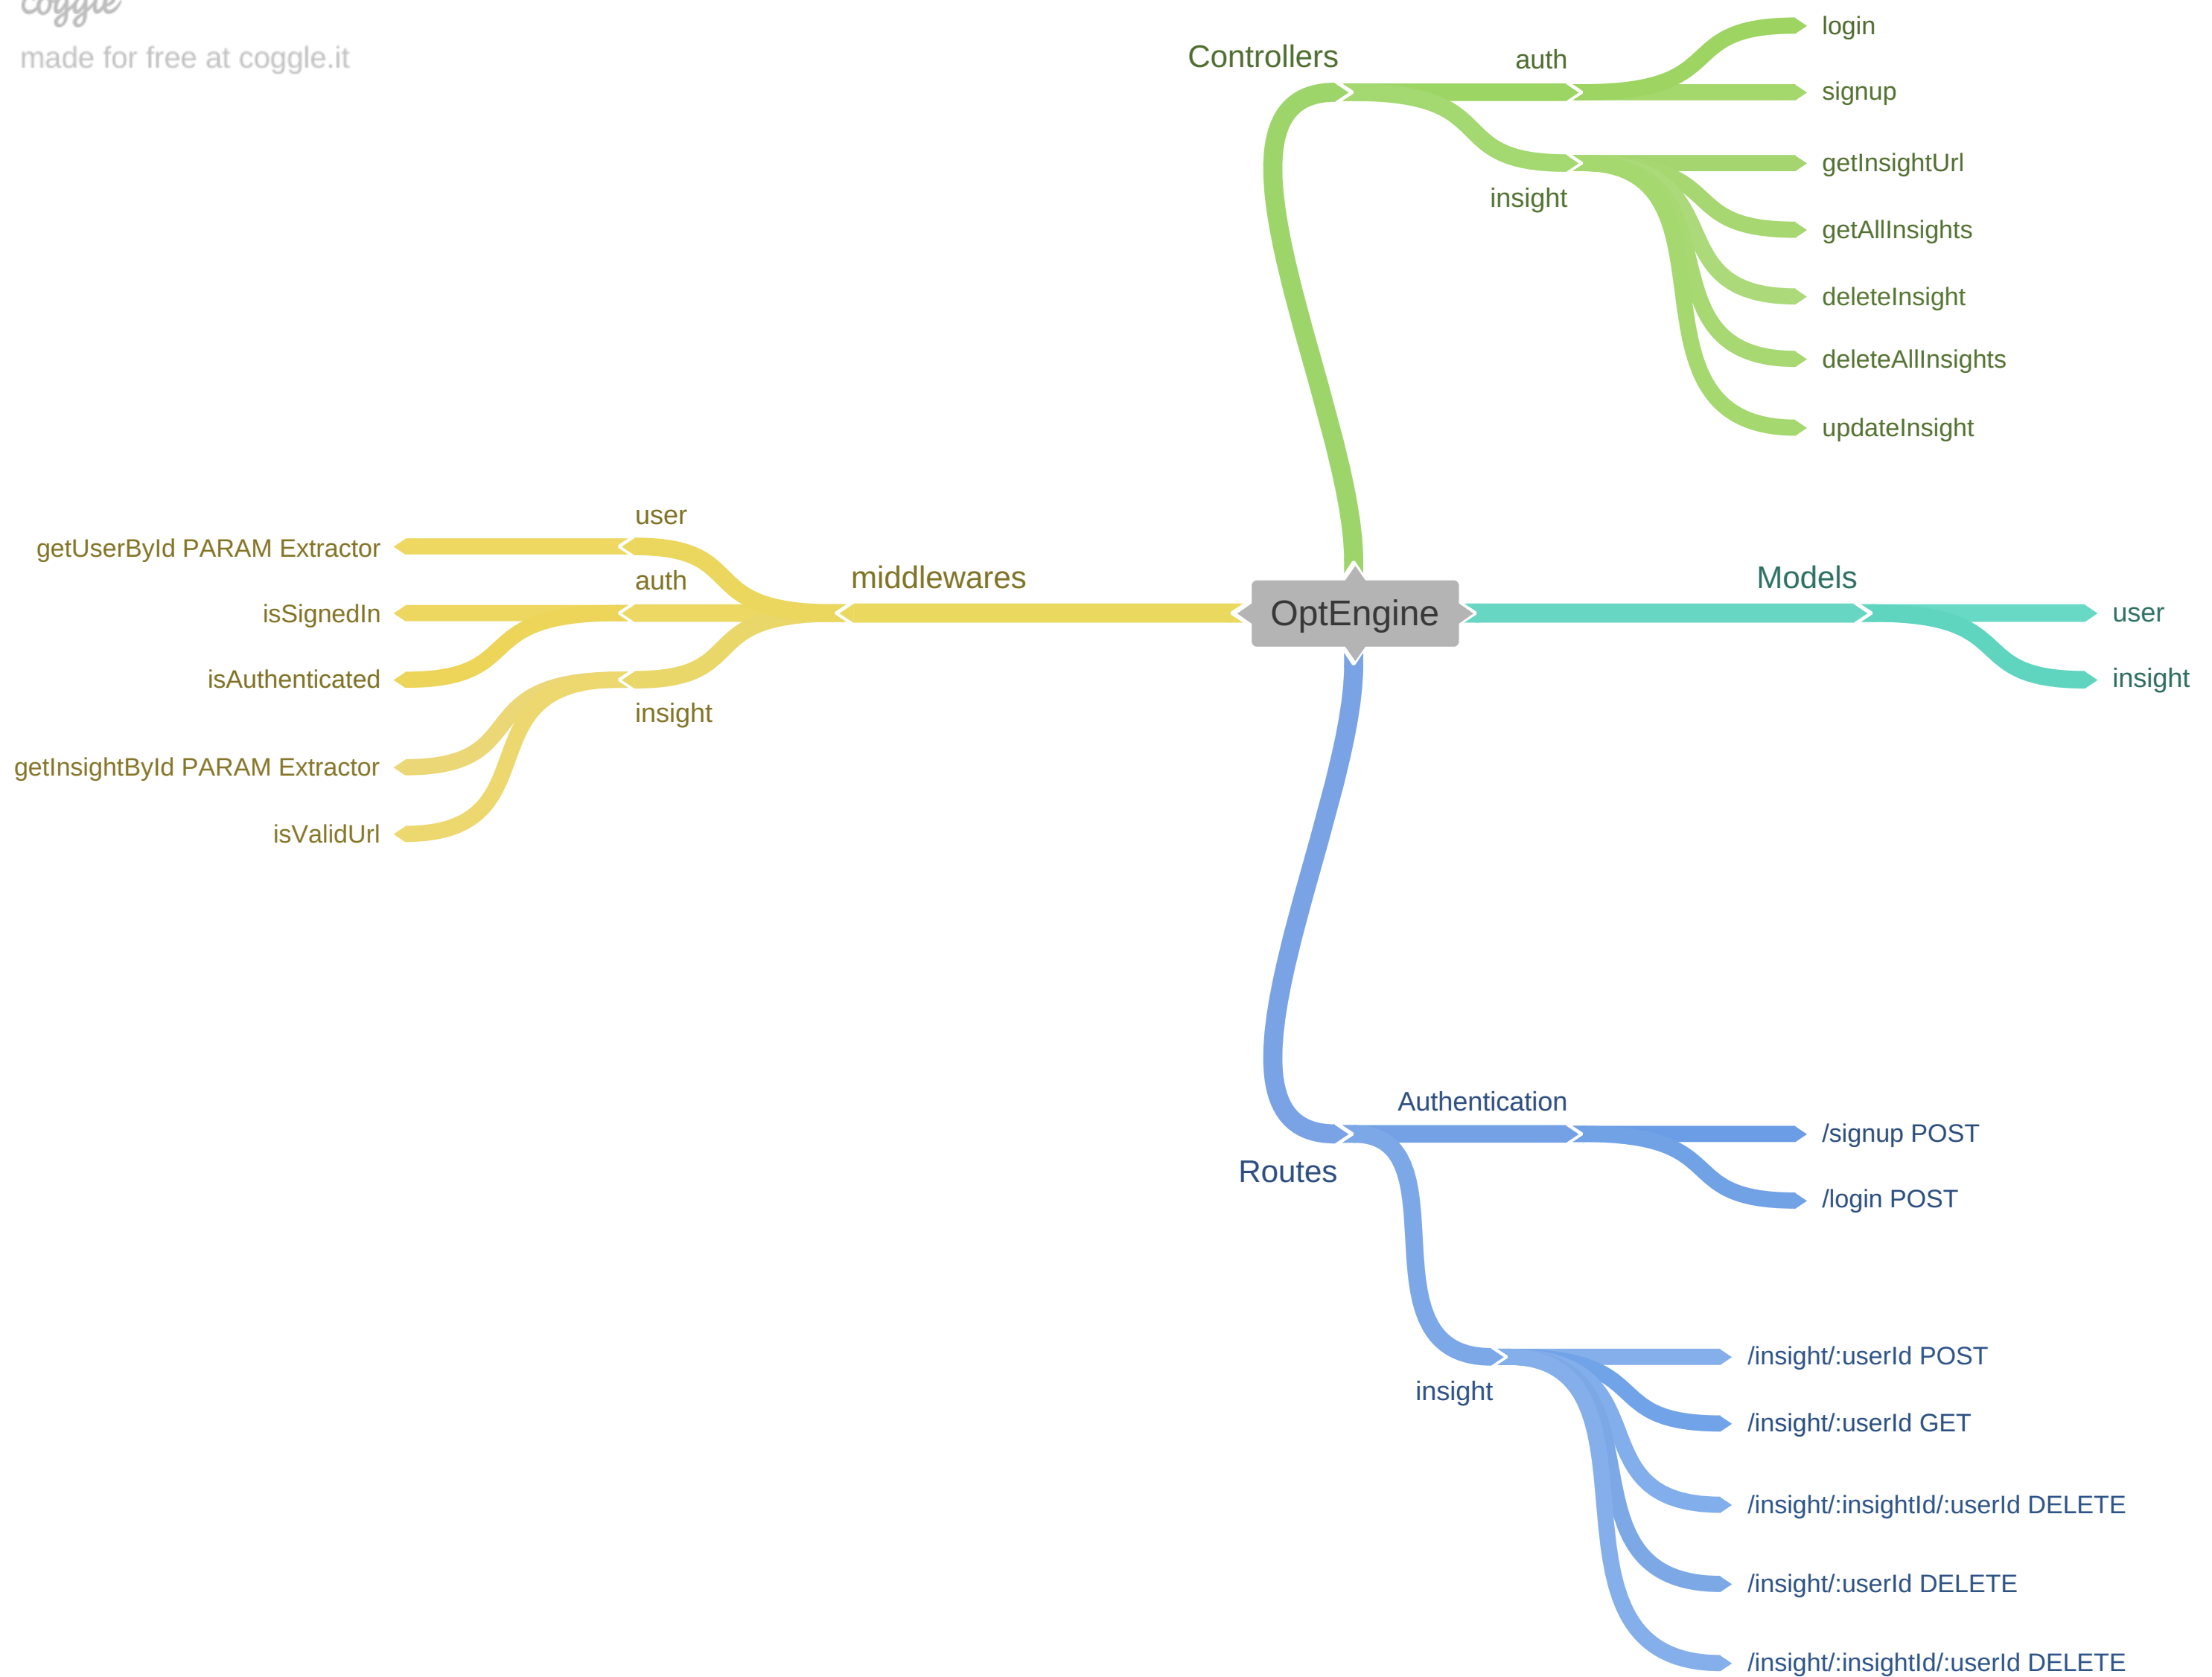 coggle
made for free at coggle.it
Controllers
auth
login
signup
insight
getInsightUrl
getAllInsights
deleteInsight
deleteAllInsights
updateInsight
middlewares
user
getUserById PARAM Extractor
auth
isSignedIn
isAuthenticated
insight
getInsightById PARAM Extractor
isValidUrl
OptEngine
Models
user
insight
Routes
Authentication
/signup POST
/login POST
insight
/insight/:userId POST
/insight/:userId GET
/insight/:insightId/:userId DELETE
/insight/:userId DELETE
/insight/:insightId/:userId DELETE